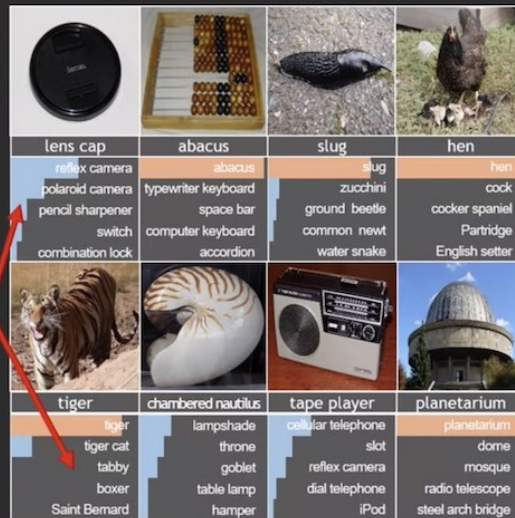 lens cap
abacus
slug
hen
reflex camera
polaroid camera
pencil sharpener
switch
combination lock
abacus
typewriter keyboard
space bar
computer keyboard
accordion
slug
zucchini
ground beetle
common newt
water snake
hen
cock
cocker spaniel
Partridge
English setter
tiger
chambered nautilus
tape player
planetarium
tiger
tiger cat
tabby
boxer
Saint Bernard
lampshade
throne
goblet
table lamp
hamper
cellular telephone
slot
reflex camera
dial telephone
iPod
planetarium
dome
mosque
radio telescope
steel arch bridge